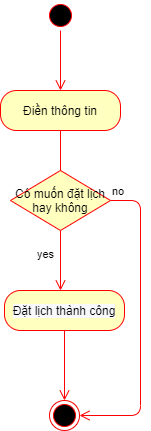 Điền thông tin
Có muốn đặt lịch
hay không
no
yes
Đặt lịch thành công